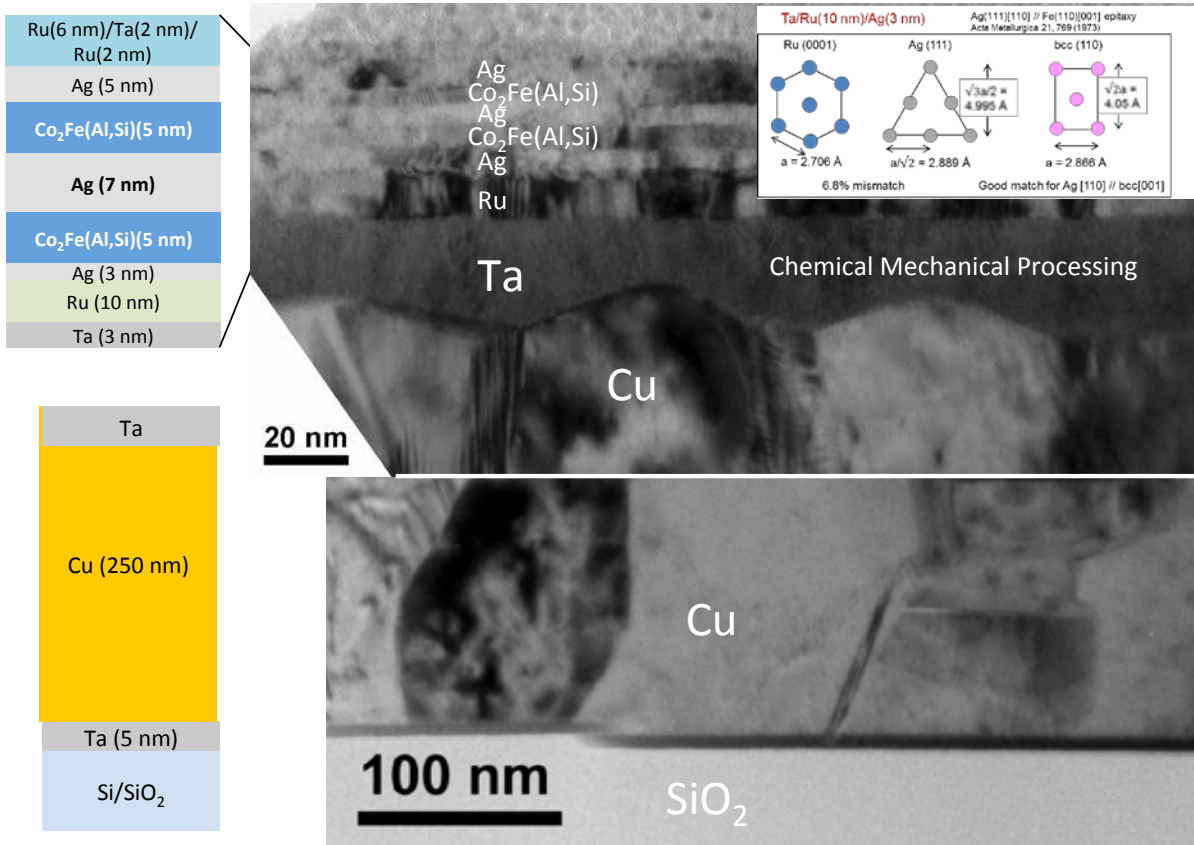 Ru(6 nm)/Ta(2 nm)/
Ru(2 nm)
Ag (5 nm)
Co₂Fe(Al,Si)(5 nm)
Ag (7 nm)
Co₂Fe(Al,Si)(5 nm)
Ag (3 nm)
Ru (10 nm)
Ta (3 nm)
Ta
Cu (250 nm)
Ta (5 nm)
Si/SiO₂
Ag
Co₂Fe(Al,Si)
Ag
Co₂Fe(Al,Si)
Ag
Ru
Ta
Chemical Mechanical Processing
Cu
20 nm
Ta/Ru(10 nm)/Ag(3 nm)
Ag(111)[110] // Fe(110)[001] epitaxy
Acta Metallurgica 21, 769 (1973)
Ru (0001)
Ag (111)
bcc (110)
√3a/2 =
4.995 Å
√2a =
4.05 Å
a = 2.706 Å
a/√2 = 2.889 Å
a = 2.866 Å
6.8% mismatch
Good match for Ag [110] // bcc[001]
Cu
100 nm
SiO₂